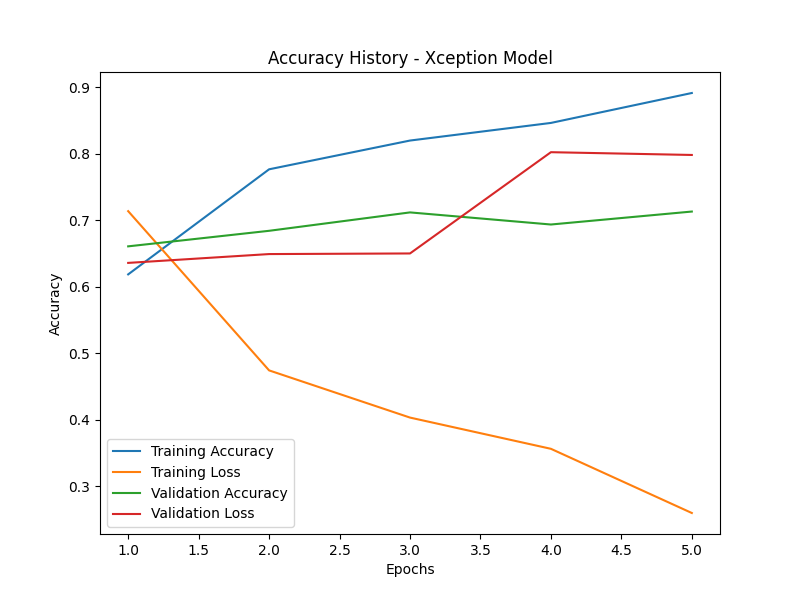 Accuracy History - Xception Model
Accuracy
0.9
0.8
0.7
0.6
0.5
0.4
0.3
Training Accuracy
Training Loss
Validation Accuracy
Validation Loss
1.0 1.5 2.0 2.5 3.0 3.5 4.0 4.5 5.0
Epochs